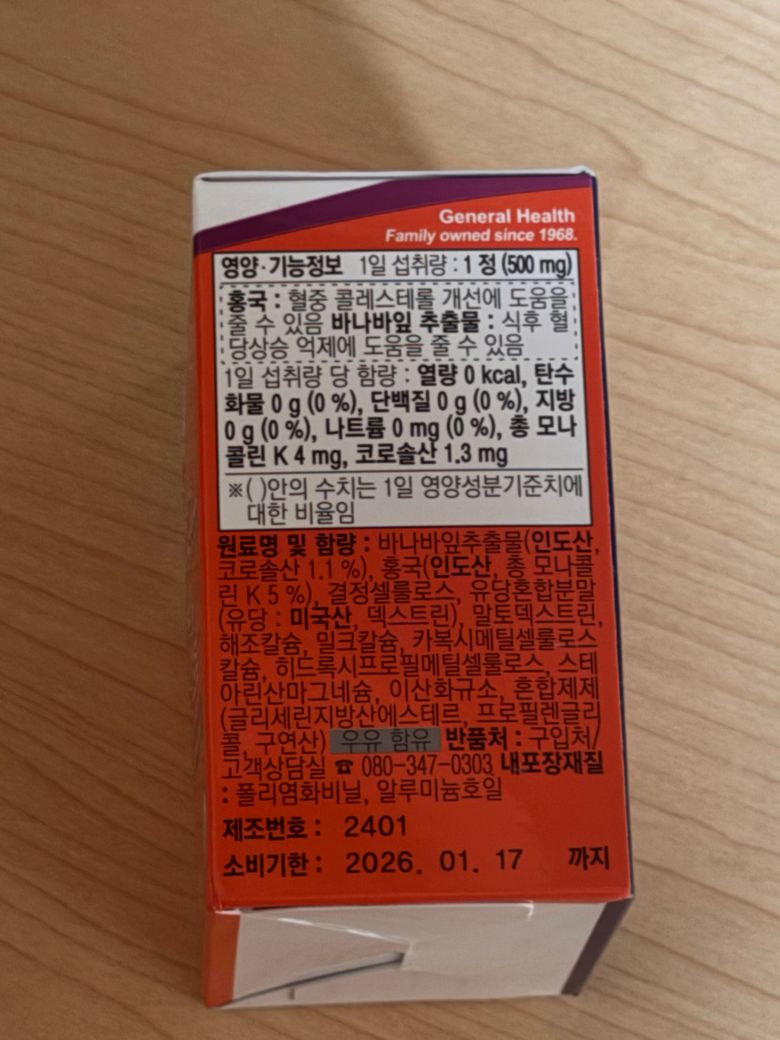 General Health
Family owned since 1968.
영양·기능정보 1일 섭취량 : 1 정 (500 mg)
홍국 : 혈중 콜레스테롤 개선에 도움을
줄 수 있음 바나바잎 추출물 : 식후 혈
당상승 억제에 도움을 줄 수 있음
1일 섭취량 당 함량 : 열량 0 kcal, 탄수
화물 0 g (0 %), 단백질 0 g (0 %), 지방
0 g (0 %), 나트륨 0 mg (0 %), 총 모나
콜린 K 4 mg, 코로솔산 1.3 mg
※( )안의 수치는 1일 영양성분기준치에
대한 비율임
원료명 및 함량 : 바나바잎추출물(인도산,
코로솔산 1.1 %), 홍국(인도산, 총 모나콜
린 K 5 %), 결정셀룰로스, 유당혼합분말
(유당 : 미국산, 덱스트린), 말토덱스트린,
해조칼슘, 밀크칼슘, 카복시메틸셀룰로스
칼슘, 히드록시프로필메틸셀룰로스, 스테
아린산마그네슘, 이산화규소, 혼합제제
(글리세린지방산에스테르, 프로필렌글리
콜, 구연산) 우유 함유 반품처 : 구입처/
고객상담실 ☎ 080-347-0303 내포장재질
: 폴리염화비닐, 알루미늄호일
제조번호 : 2401
소비기한 : 2026. 01. 17 까지